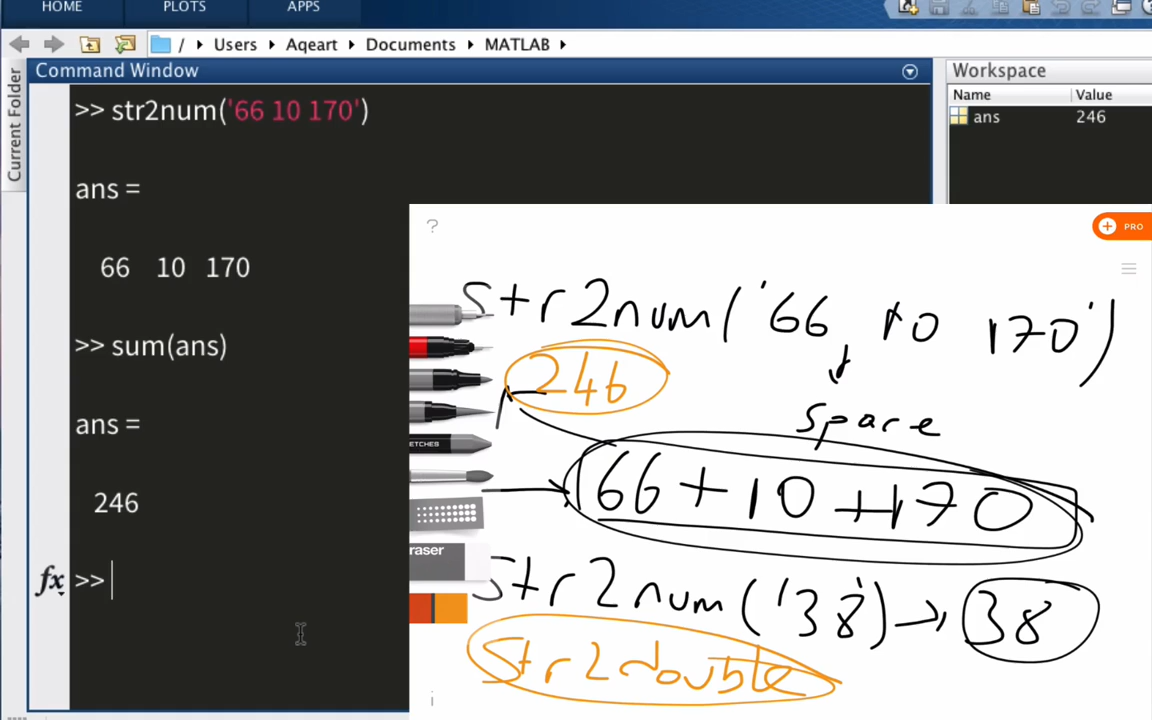 HOME PLOTS APPS
/ Users Aqeart Documents MATLAB
Current Folder
Command Window
>> str2num('66 10 170')
ans =
66 10 170
>> sum(ans)
ans =
246
fx >>
Workspace
Name Value
ans 246
?
+ PRO
str2num('66 10 170')
246
space
66+10+170
str2num('38') → 38
str2double
ETCHES
raser
i